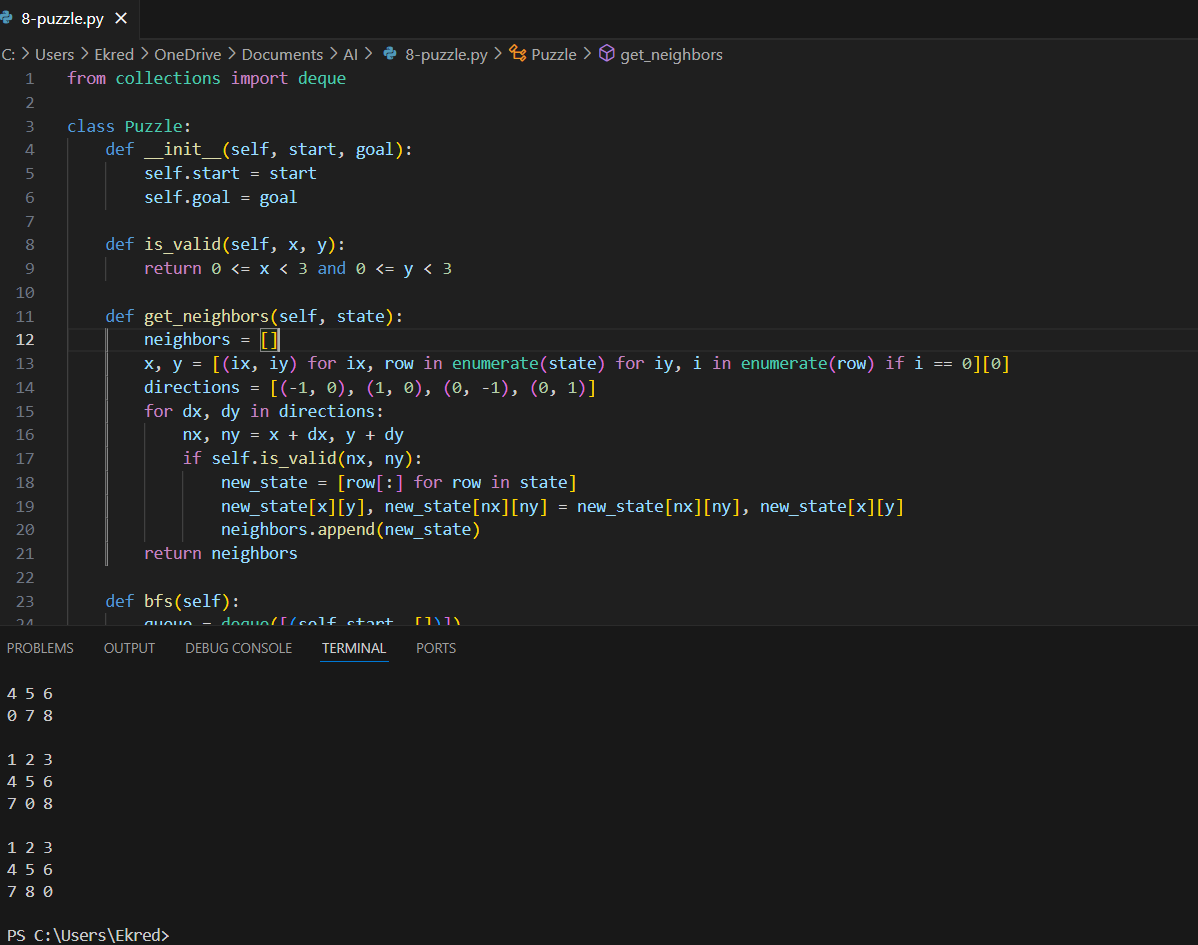 8-puzzle.py
C: > Users > Ekred > OneDrive > Documents > AI > 8-puzzle.py > Puzzle > get_neighbors
1 from collections import deque
2
3 class Puzzle:
4     def __init__(self, start, goal):
5         self.start = start
6         self.goal = goal
7
8     def is_valid(self, x, y):
9         return 0 <= x < 3 and 0 <= y < 3
10
11     def get_neighbors(self, state):
12         neighbors = []
13         x, y = [(ix, iy) for ix, row in enumerate(state) for iy, i in enumerate(row) if i == 0][0]
14         directions = [(-1, 0), (1, 0), (0, -1), (0, 1)]
15         for dx, dy in directions:
16             nx, ny = x + dx, y + dy
17             if self.is_valid(nx, ny):
18                 new_state = [row[:] for row in state]
19                 new_state[x][y], new_state[nx][ny] = new_state[nx][ny], new_state[x][y]
20                 neighbors.append(new_state)
21         return neighbors
22
23     def bfs(self):
24         queue = deque([(self.start, [])])
PROBLEMS OUTPUT DEBUG CONSOLE TERMINAL PORTS
4 5 6
0 7 8
1 2 3
4 5 6
7 0 8
1 2 3
4 5 6
7 8 0
PS C:\Users\Ekred>